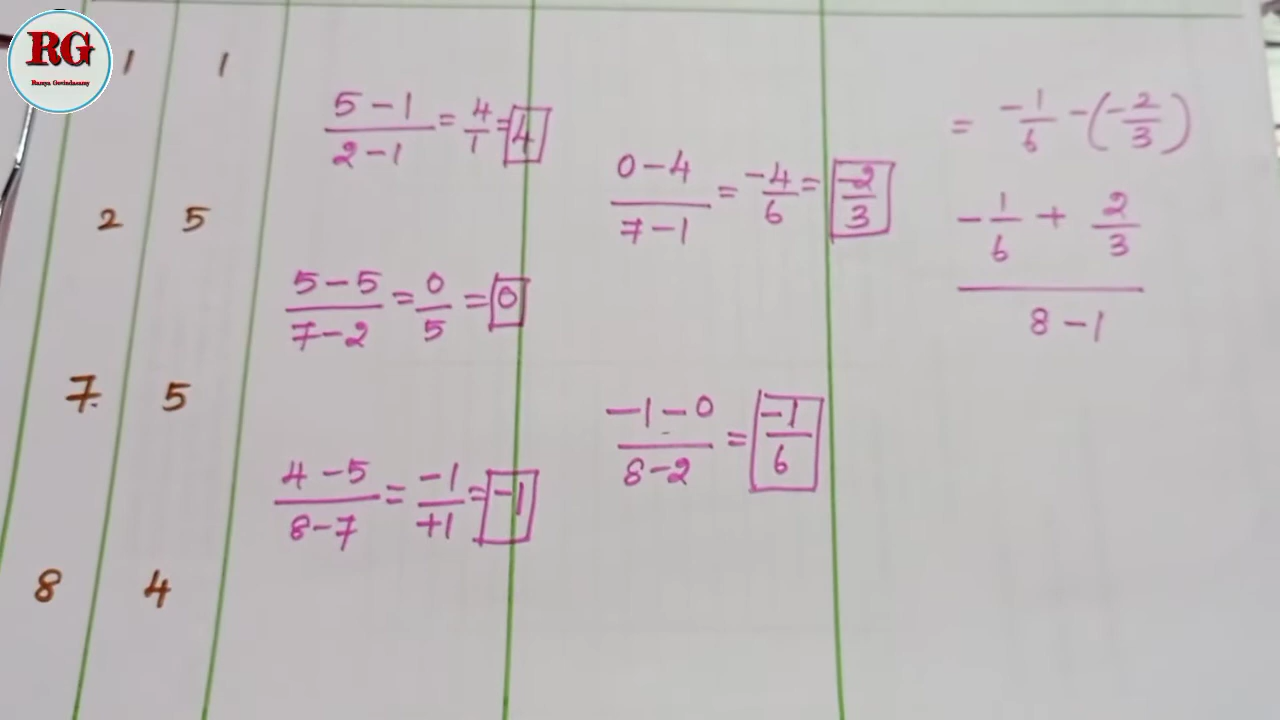 RG
Ramya Govindasamy
1 1
5 - 1 / 2 - 1 = 4/1 = 4
0 - 4 / 7 - 1 = -4/6 = -2/3
= -1/6 - (-2/3)
-1/6 + 2/3 / 8 - 1
2 5
5 - 5 / 7 - 2 = 0/5 = 0
7. 5
-1 - 0 / 8 - 2 = -1/6
4 - 5 / 8 - 7 = -1/+1 = -1
8 4